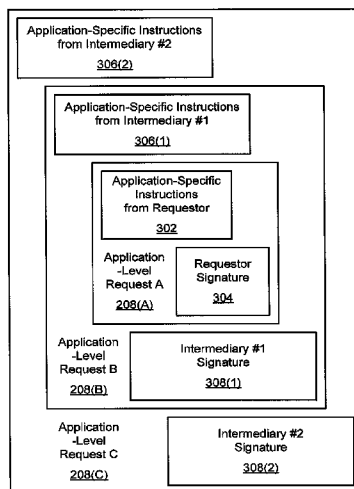 Application-Specific Instructions
from Intermediary #2
306(2)
Application-Specific Instructions
from Intermediary #1
306(1)
Application-Specific
Instructions
from Requestor
302
Application
-Level
Request A
208(A)
Requestor
Signature
304
Application
-Level
Request B
208(B)
Intermediary #1
Signature
308(1)
Application
-Level
Request C
208(C)
Intermediary #2
Signature
308(2)